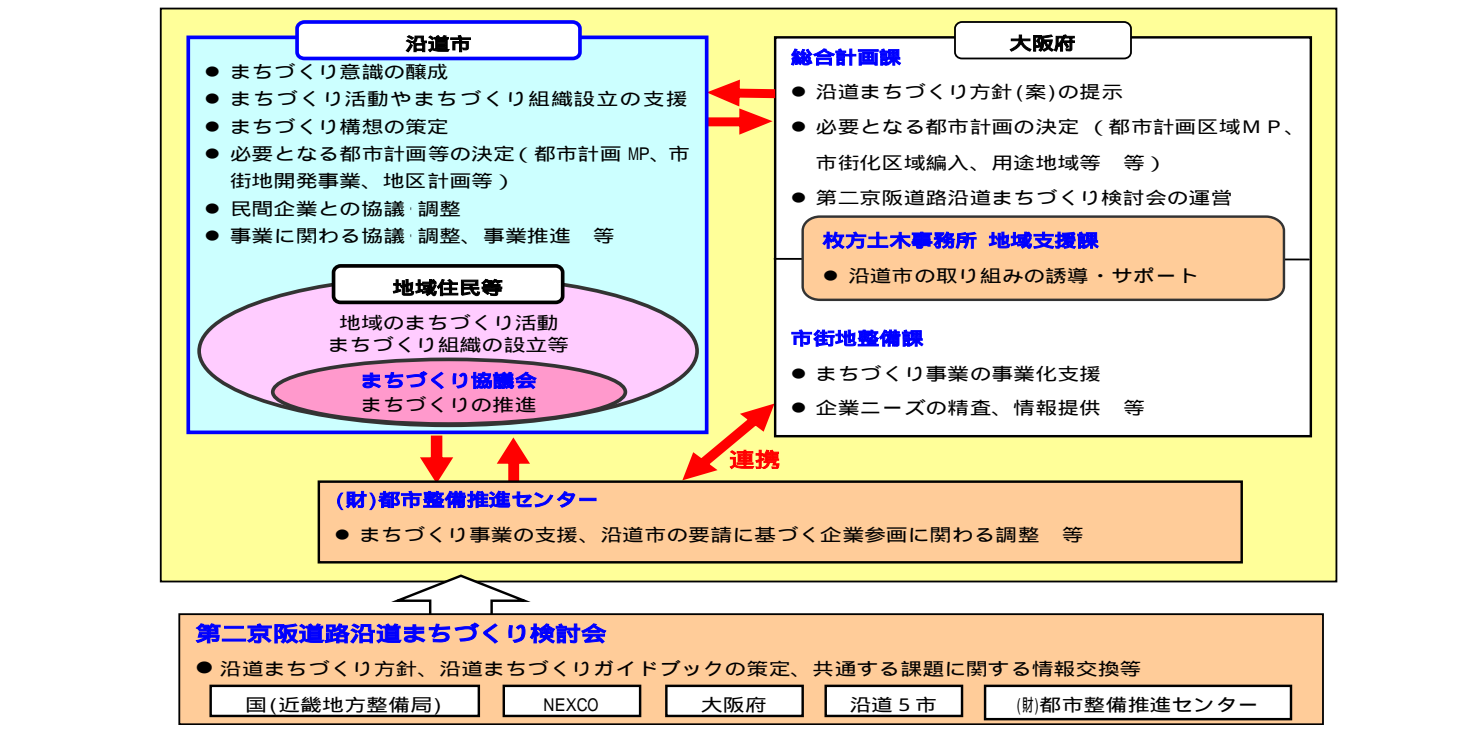 沿道市
● まちづくり意識の醸成
● まちづくり活動やまちづくり組織設立の支援
● まちづくり構想の策定
● 必要となる都市計画等の決定(都市計画 MP、市
街地開発事業、地区計画等)
● 民間企業との協議・調整
● 事業に関わる協議・調整、事業推進　等
地域住民等
地域のまちづくり活動
まちづくり組織の設立等
まちづくり協議会
まちづくりの推進
大阪府
総合計画課
● 沿道まちづくり方針(案)の提示
● 必要となる都市計画の決定 (都市計画区域ＭＰ、
市街化区域編入、用途地域等　等)
● 第二京阪道路沿道まちづくり検討会の運営
枚方土木事務所 地域支援課
● 沿道市の取り組みの誘導・サポート
市街地整備課
● まちづくり事業の事業化支援
● 企業ニーズの精査、情報提供　等
連携
(財)都市整備推進センター
● まちづくり事業の支援、沿道市の要請に基づく企業参画に関わる調整　等
第二京阪道路沿道まちづくり検討会
● 沿道まちづくり方針、沿道まちづくりガイドブックの策定、共通する課題に関する情報交換等
国(近畿地方整備局)
NEXCO
大阪府
沿道５市
(財)都市整備推進センター